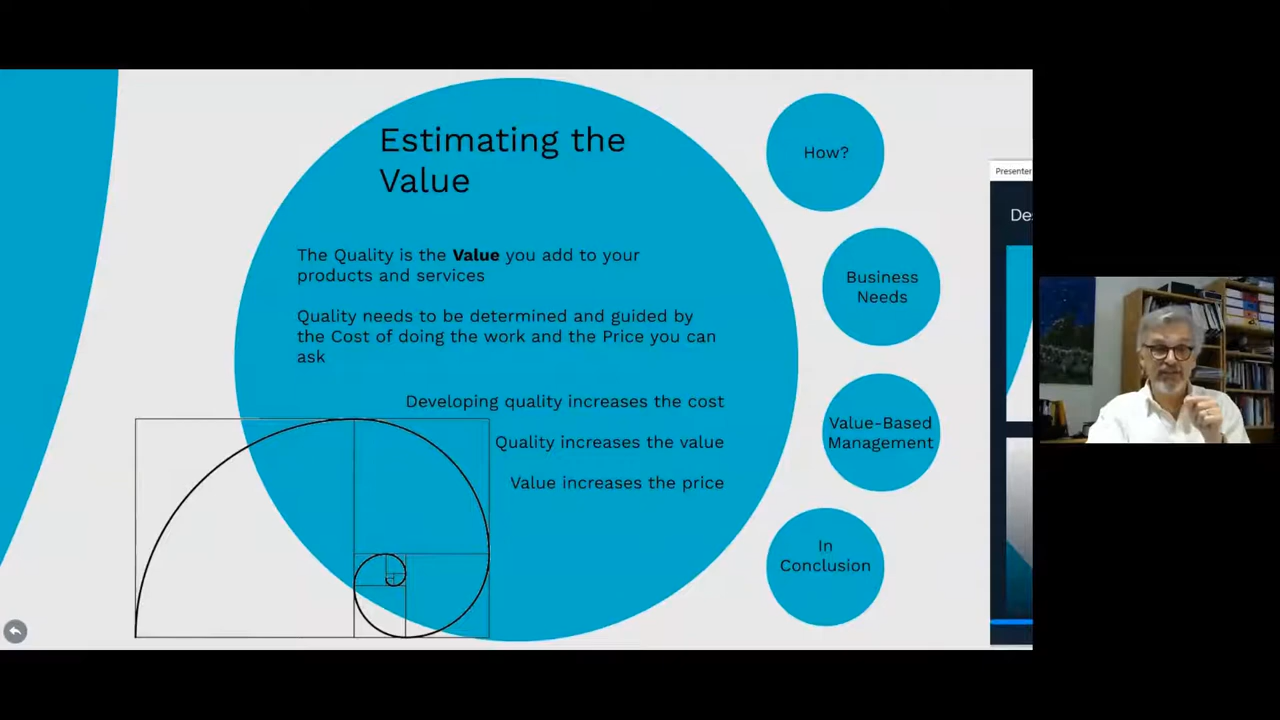 Estimating the
Value
The Quality is the Value you add to your
products and services
Quality needs to be determined and guided by
the Cost of doing the work and the Price you can
ask
Developing quality increases the cost
Quality increases the value
Value increases the price
How?
Business
Needs
Value-Based
Management
In
Conclusion
Presenter
De